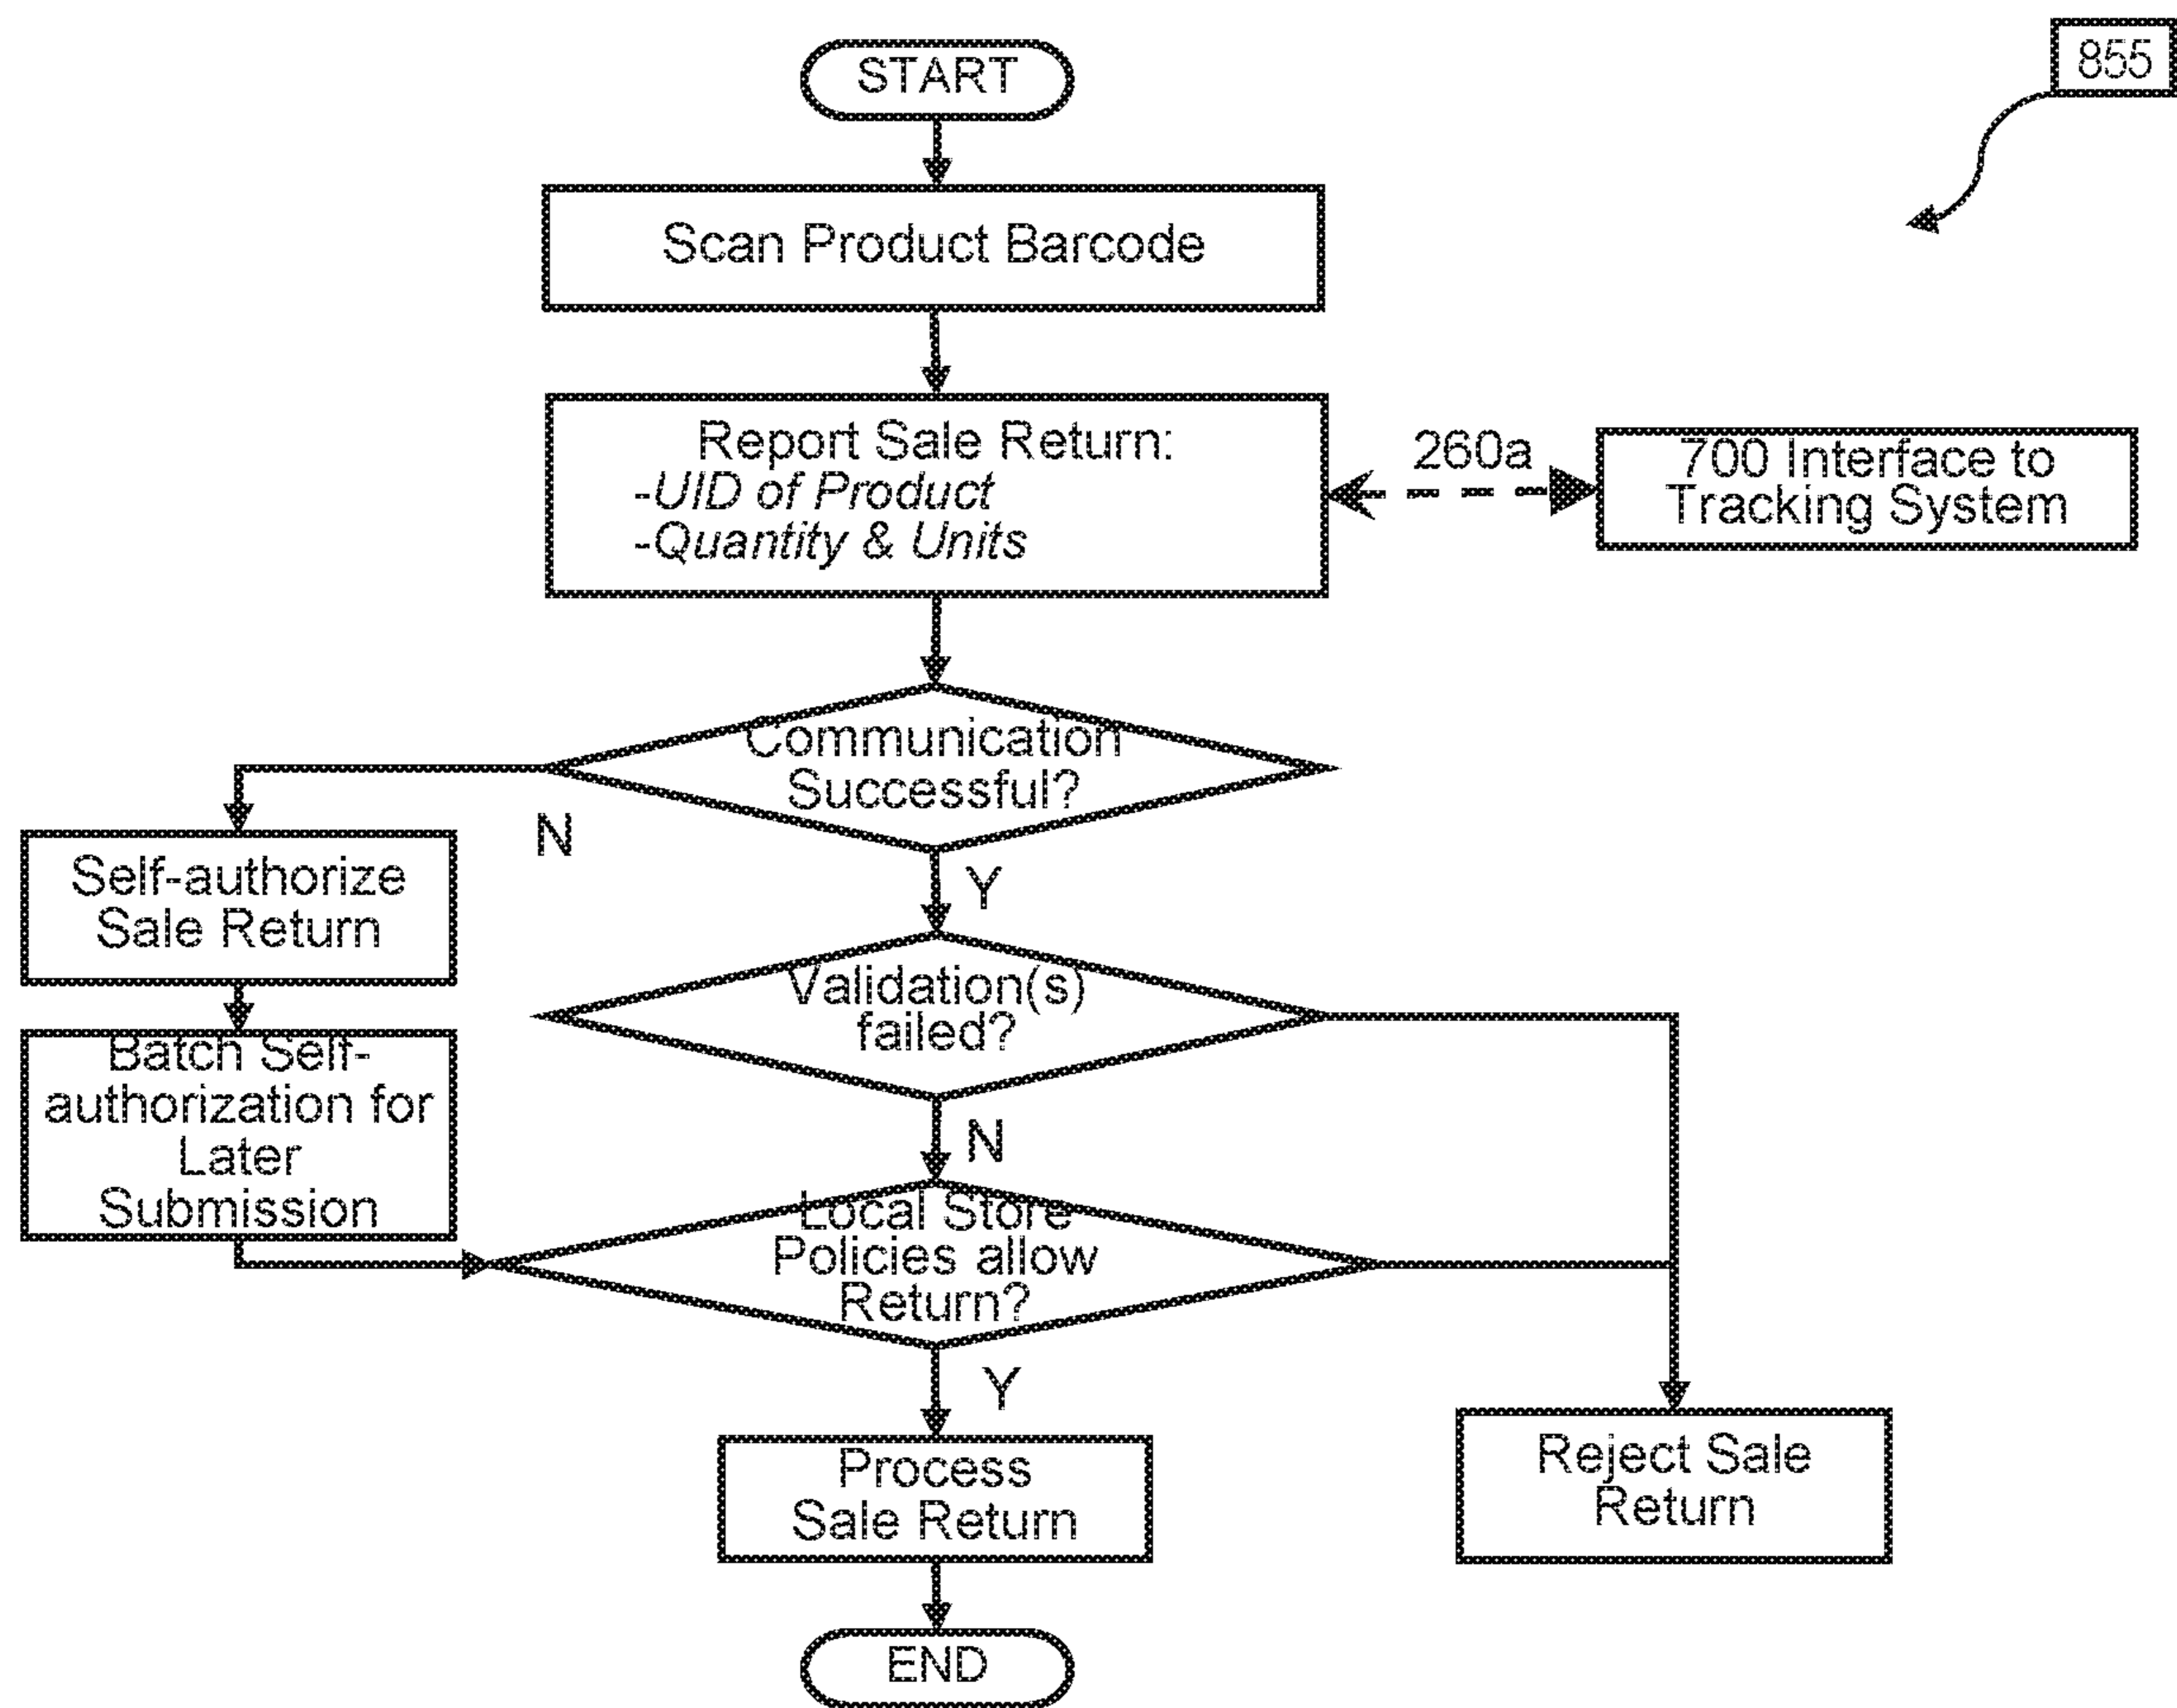 855
START
Scan Product Barcode
Report Sale Return:
-UID of Product
-Quantity & Units
260a
700 Interface to
Tracking System
Communication
Successful?
N
Y
Self-authorize
Sale Return
Batch Self-
authorization for
Later
Submission
Validation(s)
failed?
N
Local Store
Policies allow
Return?
Y
Process
Sale Return
Reject Sale
Return
END